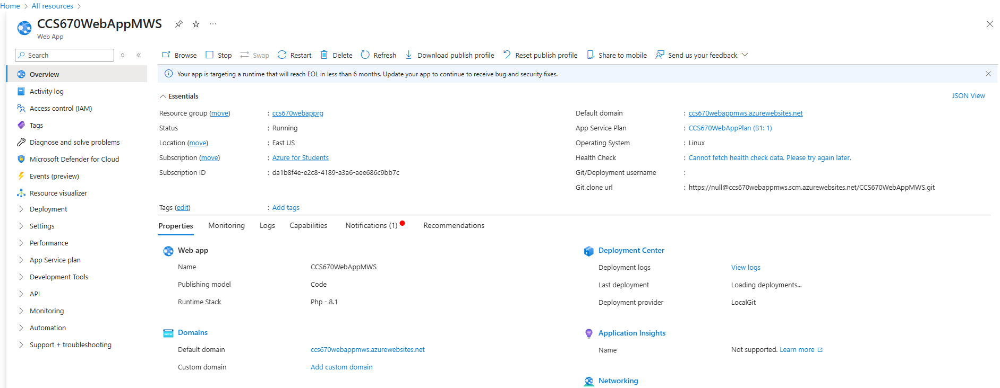 Home > All resources >
CCS670WebAppMWS
Web App
Search
Overview
Activity log
Access control (IAM)
Tags
Diagnose and solve problems
Microsoft Defender for Cloud
Events (preview)
Resource visualizer
Deployment
Settings
Performance
App Service plan
Development Tools
API
Monitoring
Automation
Support + troubleshooting
Browse Stop Swap Restart Delete Refresh Download publish profile Reset publish profile Share to mobile Send us your feedback
Your app is targeting a runtime that will reach EOL in less than 6 months. Update your app to continue to receive bug and security fixes.
Essentials
JSON View
Resource group (move) : ccs670webapprg
Status : Running
Location (move) : East US
Subscription (move) : Azure for Students
Subscription ID : da1b8f4e-e2c8-4189-a3a6-aee686c9bb7c
Default domain : ccs670webappmws.azurewebsites.net
App Service Plan : CCS670WebAppPlan (B1: 1)
Operating System : Linux
Health Check : Cannot fetch health check data. Please try again later.
Git/Deployment username :
Git clone url : https://null@ccs670webappmws.scm.azurewebsites.net/CCS670WebAppMWS.git
Tags (edit) : Add tags
Properties Monitoring Logs Capabilities Notifications (1) Recommendations
Web app
Name CCS670WebAppMWS
Publishing model Code
Runtime Stack Php - 8.1
Domains
Default domain ccs670webappmws.azurewebsites.net
Custom domain Add custom domain
Deployment Center
Deployment logs View logs
Last deployment Loading deployments...
Deployment provider LocalGit
Application Insights
Name Not supported. Learn more
Networking